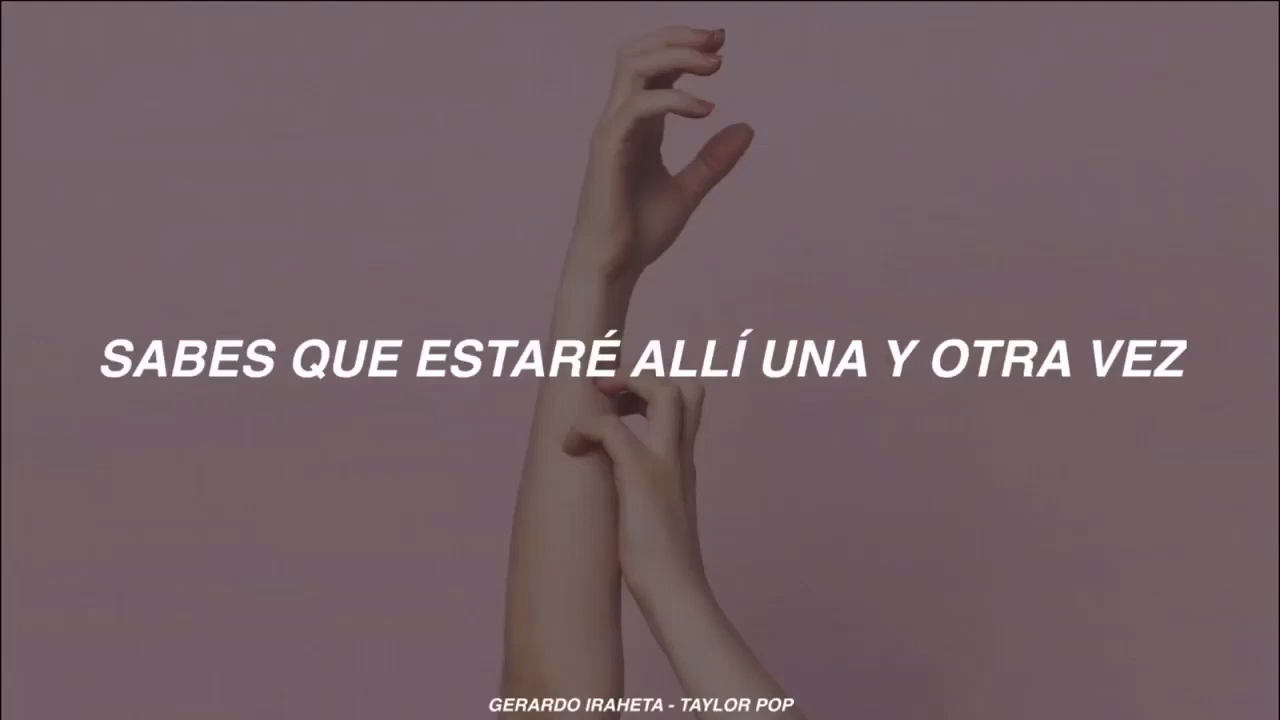 SABES QUE ESTARÉ ALLÍ UNA Y OTRA VEZ
GERARDO IRAHETA - TAYLOR POP